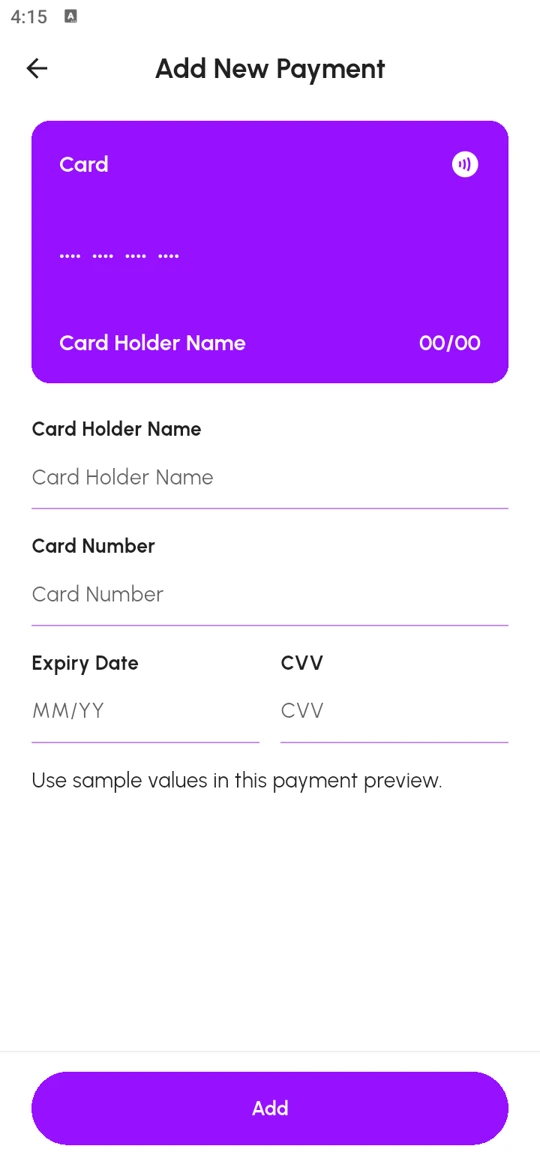 4:15 A
Add New Payment
Card
•••• •••• •••• ••••
Card Holder Name 00/00
Card Holder Name
Card Holder Name
Card Number
Card Number
Expiry Date CVV
MM/YY CVV
Use sample values in this payment preview.
Add